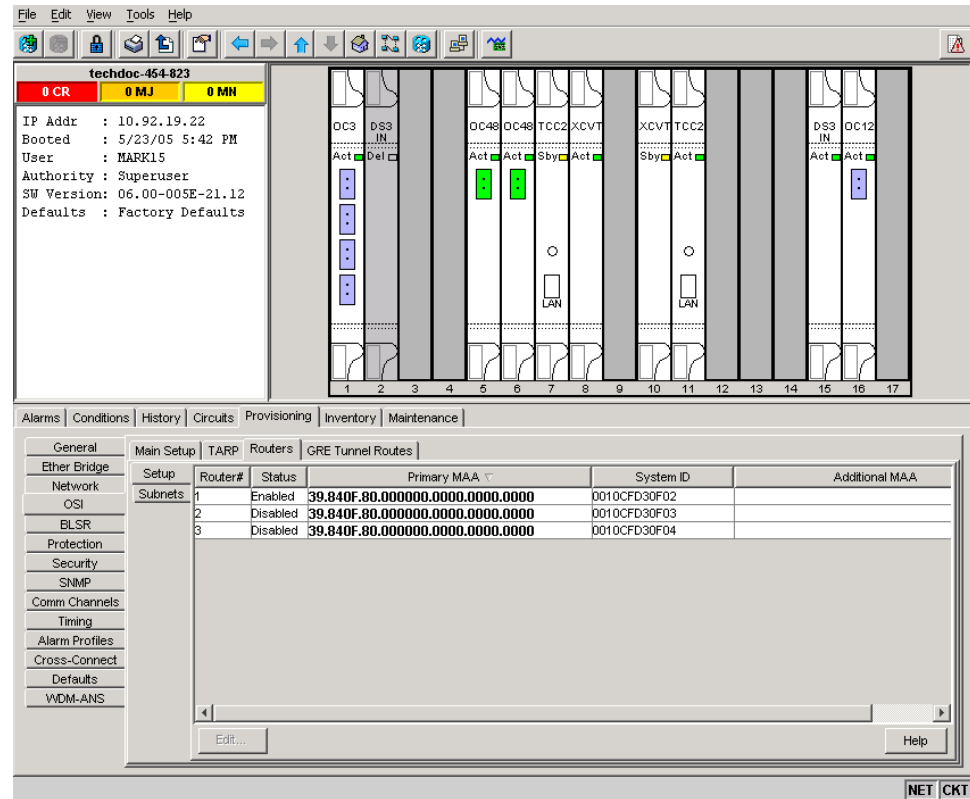 File Edit View Tools Help
techdoc-454-823
0 CR 0 MJ 0 MN
IP Addr : 10.92.19.22
Booted : 5/23/05 5:42 PM
User : MARK15
Authority : Superuser
SW Version: 06.00-005E-21.12
Defaults : Factory Defaults
OC3 DS3 IN OC48 OC48 TCC2 XCVT XCVT TCC2 DS3 IN OC12
Act Del Act Act Sby Act Sby Act Act Act
LAN LAN
1 2 3 4 5 6 7 8 9 10 11 12 13 14 15 16 17
Alarms Conditions History Circuits Provisioning Inventory Maintenance
General
Ether Bridge
Network
OSI
BLSR
Protection
Security
SNMP
Comm Channels
Timing
Alarm Profiles
Cross-Connect
Defaults
WDM-ANS
Main Setup TARP Routers GRE Tunnel Routes
Setup
Subnets
Router# Status Primary MAA System ID Additional MAA
1 Enabled 39.840F.80.000000.0000.0000.0000 0010CFD30F02
2 Disabled 39.840F.80.000000.0000.0000.0000 0010CFD30F03
3 Disabled 39.840F.80.000000.0000.0000.0000 0010CFD30F04
Edit... Help
NET CKT